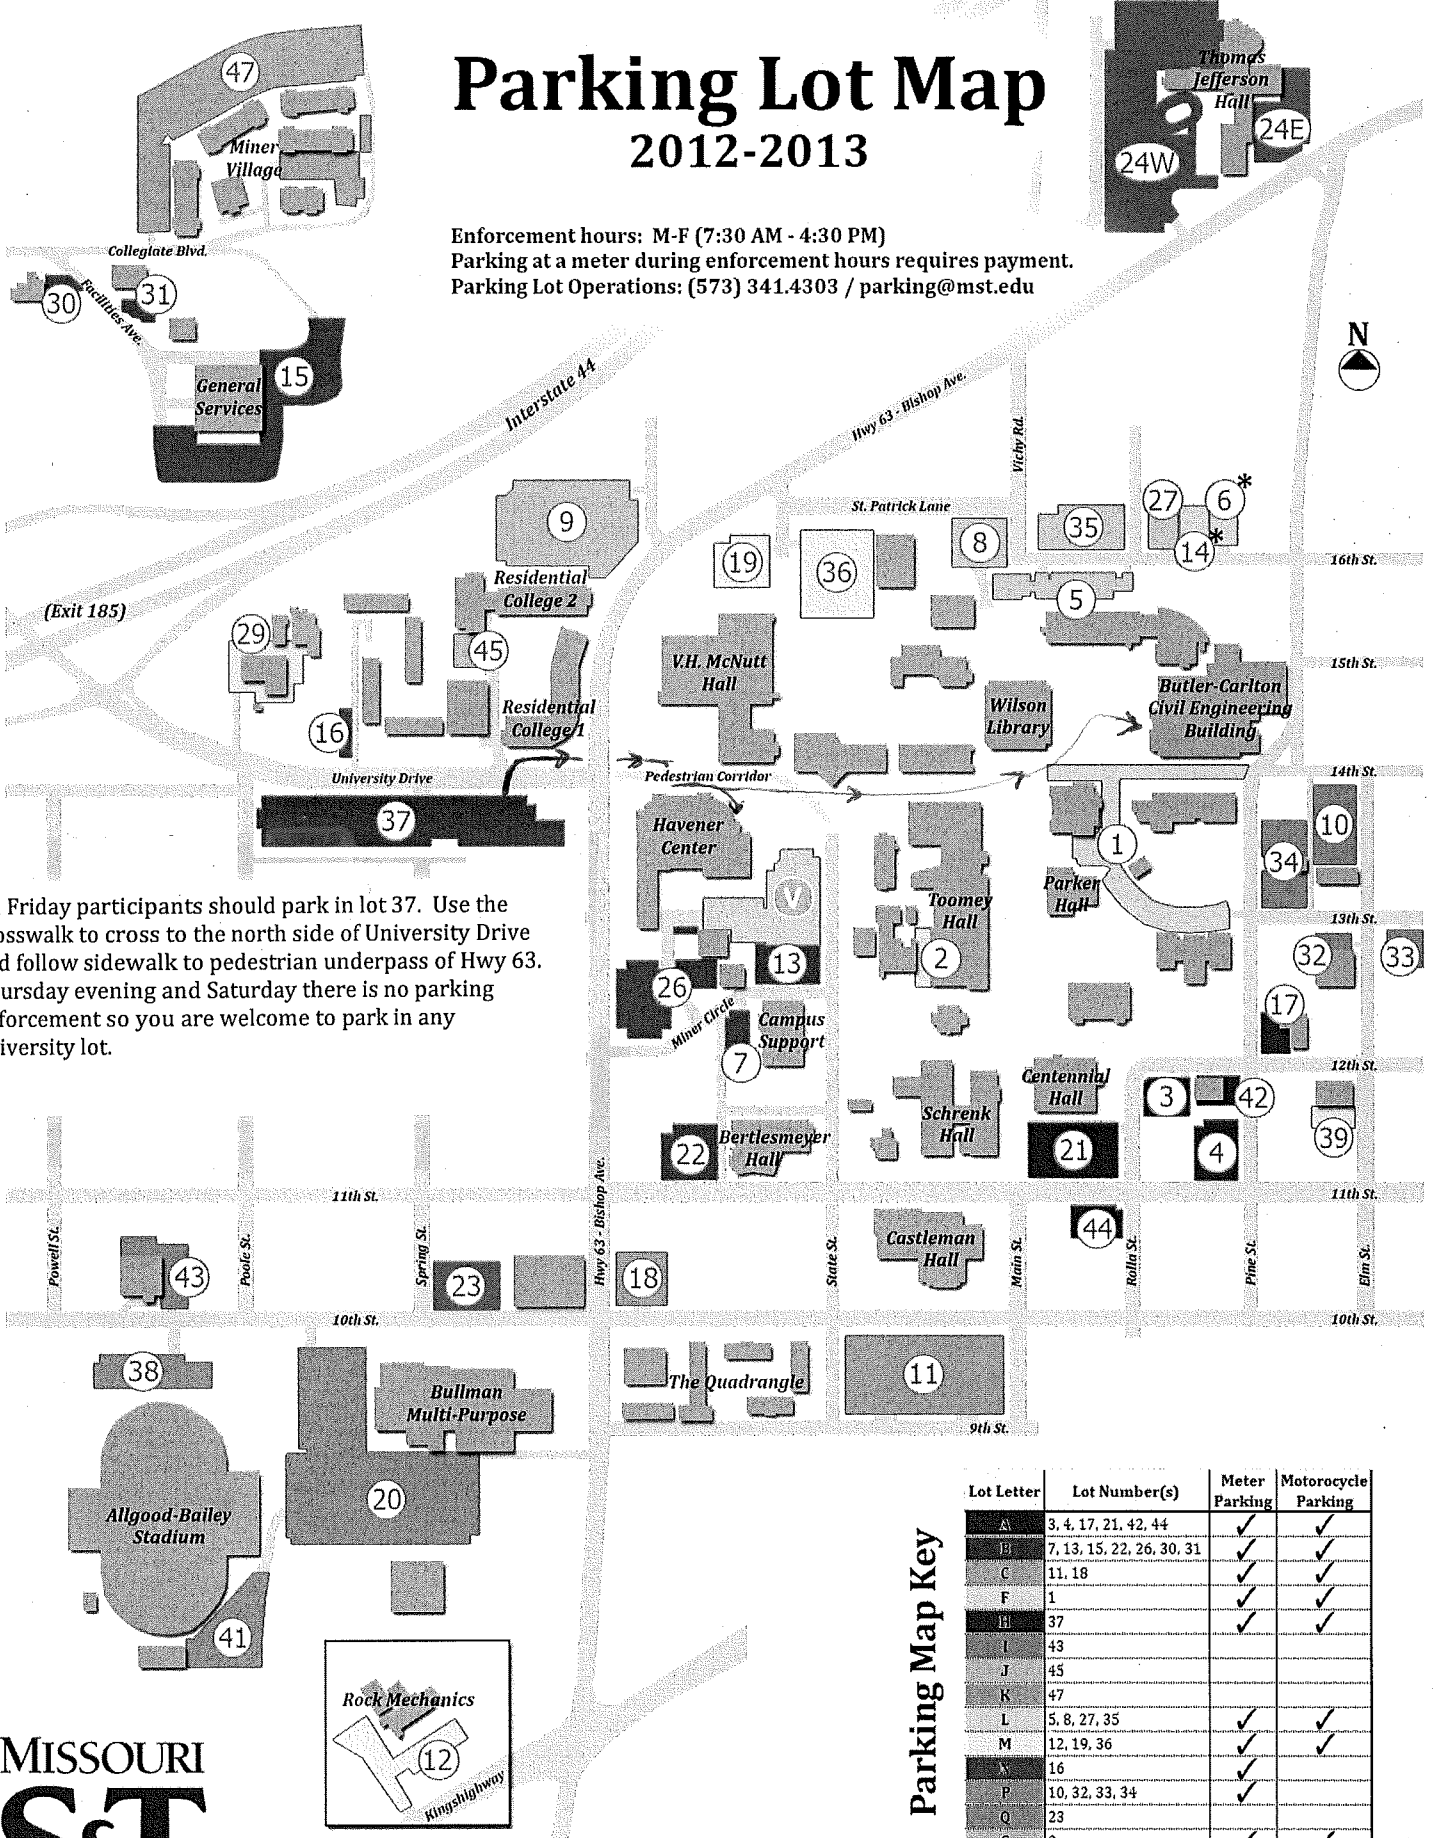 Parking Lot Map
2012-2013
Enforcement hours: M-F (7:30 AM - 4:30 PM)
Parking at a meter during enforcement hours requires payment.
Parking Lot Operations: (573) 341.4303 / parking@mst.edu
47
Miner
Village
Collegiate Blvd.
30
31
Facilities Ave.
General
Services
15
Thomas
Jefferson
Hall
24E
24W
N
Interstate 44
Hwy 63 - Bishop Ave.
Vichy Rd.
St. Patrick Lane
9
19
36
8
35
27
6
*
14
*
16th St.
5
(Exit 185)
29
Residential
College 2
45
Residential
College 1
16
V.H. McNutt
Hall
Wilson
Library
Butler-Carlton
Civil Engineering
Building
15th St.
University Drive
Pedestrian Corridor
14th St.
37
Havener
Center
V
1
10
34
Parker
Hall
Toomey
Hall
2
13th St.
32
33
13
26
Miner Circle
7
Campus
Support
17
12th St.
Friday participants should park in lot 37. Use the
osswalk to cross to the north side of University Drive
d follow sidewalk to pedestrian underpass of Hwy 63.
ursday evening and Saturday there is no parking
forcement so you are welcome to park in any
iversity lot.
Centennial
Hall
3
42
39
Schrenk
Hall
21
4
22
Bertlesmeyer
Hall
11th St.
11th St.
44
Castleman
Hall
Powell St.
Poole St.
Spring St.
Hwy 63 - Bishop Ave.
State St.
Main St.
Rolla St.
Pine St.
Elm St.
43
23
18
10th St.
10th St.
38
Bullman
Multi-Purpose
The Quadrangle
11
9th St.
20
Allgood-Bailey
Stadium
41
Rock Mechanics
12
Kingshighway
MISSOURI
S&T
Parking Map Key
Lot Letter Lot Number(s) Meter Parking Motorocycle Parking
A 3, 4, 17, 21, 42, 44 ✓ ✓
B 7, 13, 15, 22, 26, 30, 31 ✓ ✓
C 11, 18 ✓ ✓
F 1 ✓ ✓
H 37 ✓ ✓
I 43
J 45
K 47
L 5, 8, 27, 35 ✓ ✓
M 12, 19, 36 ✓ ✓
N 16 ✓
P 10, 32, 33, 34 ✓
Q 23